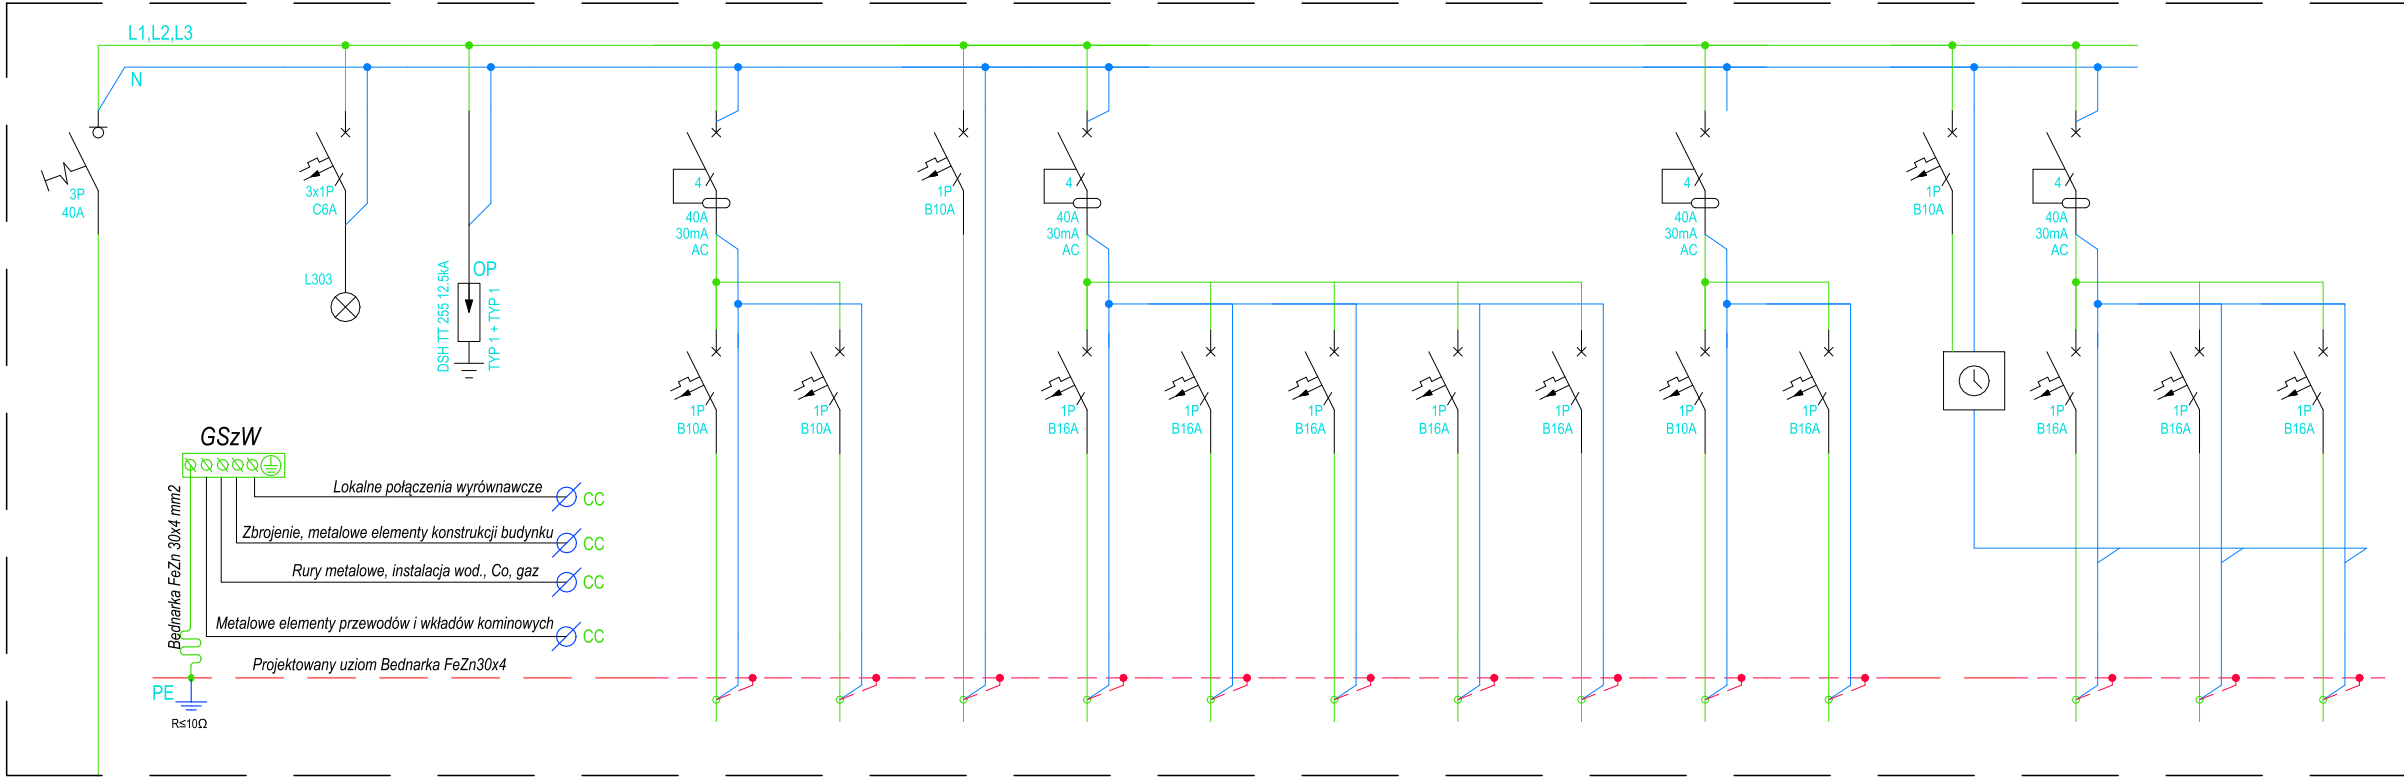 L1,L2,L3
N
3P
40A
3x1P
C6A
L303
OP
DSH TT 255 12.5kA
TYP 1 + TYP 1
4
40A
30mA
AC
1P
B10A
4
40A
30mA
AC
4
40A
30mA
AC
1P
B10A
4
40A
30mA
AC
1P
B10A
1P
B10A
1P
B16A
1P
B16A
1P
B16A
1P
B16A
1P
B16A
1P
B10A
1P
B16A
1P
B16A
1P
B16A
1P
B16A
GSzW
Bednarka FeZn 30x4 mm2
Lokalne połączenia wyrównawcze
CC
Zbrojenie, metalowe elementy konstrukcji budynku
CC
Rury metalowe, instalacja wod., Co, gaz
CC
Metalowe elementy przewodów i wkładów kominowych
CC
Projektowany uziom Bednarka FeZn30x4
PE
R≤10Ω